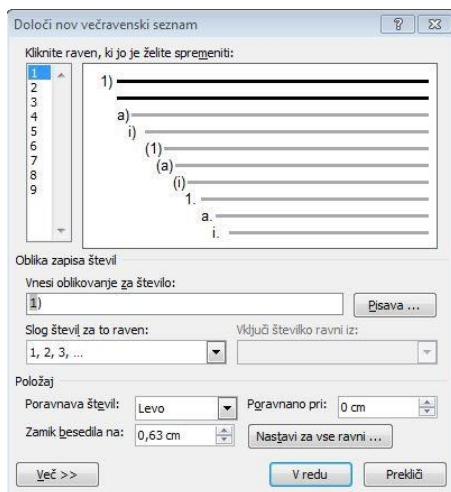 Določi nov večravenski seznam
Kliknite raven, ki jo je želite spremeniti:
1
2
3
4
5
6
7
8
9
1)
a)
i)
(1)
(a)
(i)
1.
a.
i.
Oblika zapisa števil
Vnesi oblikovanje za število:
1)
Pisava ...
Slog števil za to raven:
Vključi številko ravni iz:
1, 2, 3, ...
Položaj
Poravnava števil:
Levo
Poravnano pri:
0 cm
Zamik besedila na:
0,63 cm
Nastavi za vse ravni ...
Več >>
V redu
Prekliči